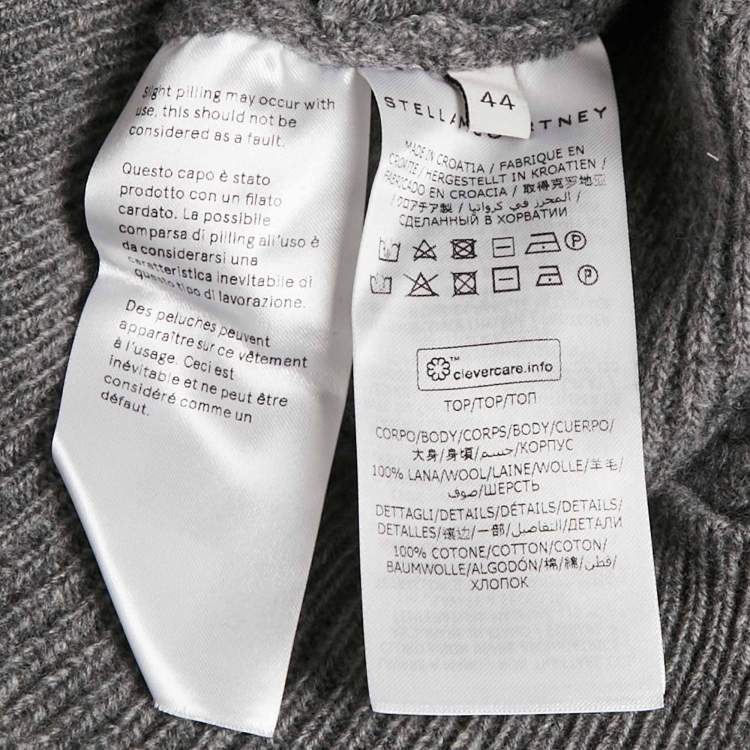 Slight pilling may occur with
use, this should not be
considered as a fault.
Questo capo è stato
prodotto con un filato
cardato. La possibile
comparsa di pilling all'uso è
da considerarsi una
caratteristica inevitabile di
questo tipo di lavorazione.
Des peluches peuvent
apparaître sur ce vêtement
à l'usage. Ceci est
inévitable et ne peut être
considéré comme un
défaut.
44
STELLA McCARTNEY
MADE IN CROATIA / FABRIQUE EN
CROATIE / HERGESTELLT IN KROATIEN /
FABRICADO EN CROACIA / 取得克罗地亚
/ クロアチア製 / المحرز في كرواتيا /
СДЕЛАННЫЙ В ХОРВАТИИ
P
P
™
clevercare.info
TOP/TOP/ТОП
CORPO/BODY/CORPS/BODY/CUERPO/
大身/身頃/جسم/КОРПУС
100% LANA/WOOL/LAINE/WOLLE/羊毛/
صوف/ШЕРСТЬ
DETTAGLI/DETAILS/DÉTAILS/DETAILS/
DETALLES/镶边/一部/التفاصيل/ДЕТАЛИ
100% COTONE/COTTON/COTON/
BAUMWOLLE/ALGODÓN/棉/綿/قطن/
ХЛОПОК